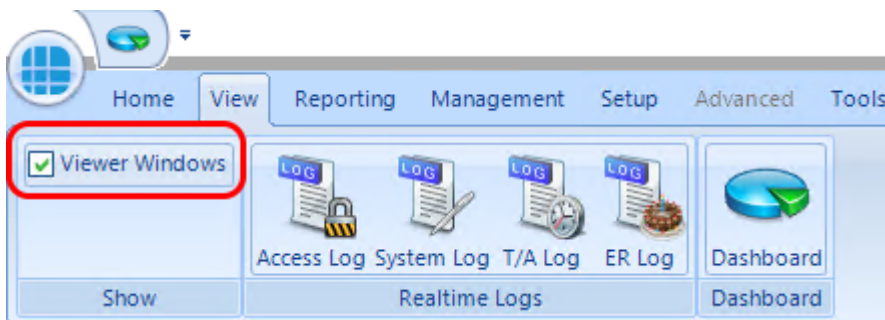 Home View Reporting Management Setup Advanced Tools
Viewer Windows
LOG LOG LOG LOG
Access Log System Log T/A Log ER Log Dashboard
Show Realtime Logs Dashboard